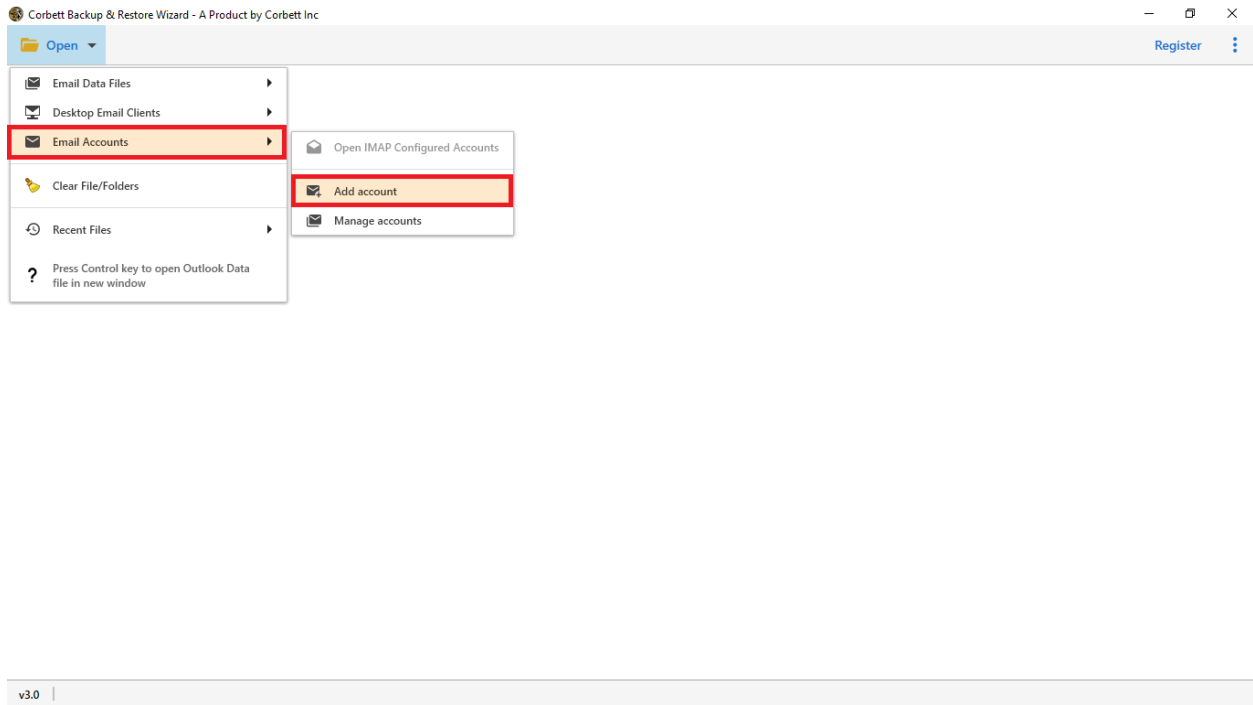 Corbett Backup & Restore Wizard - A Product by Corbett Inc
Open
Register
Email Data Files
Desktop Email Clients
Email Accounts
Open IMAP Configured Accounts
Clear File/Folders
Add account
Manage accounts
Recent Files
? Press Control key to open Outlook Data
file in new window
v3.0